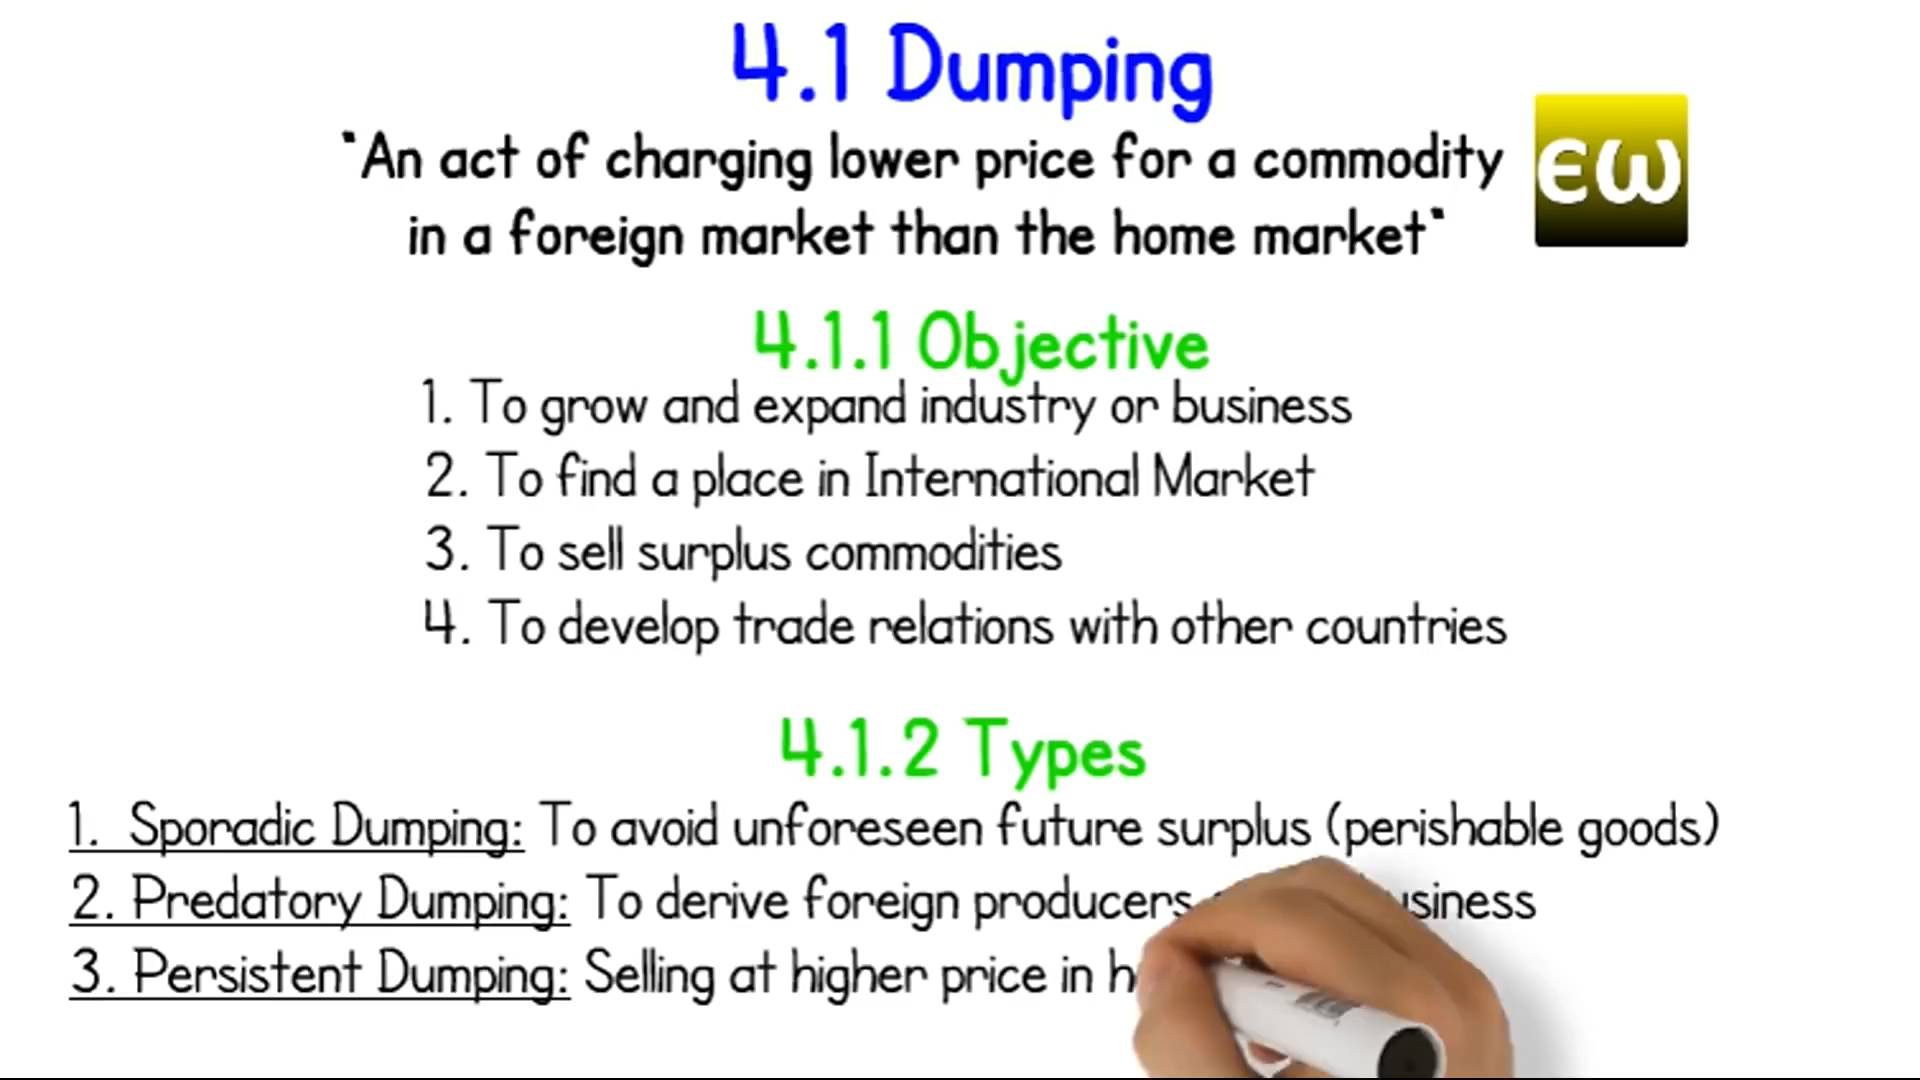 4.1 Dumping
"An act of charging lower price for a commodity
in a foreign market than the home market"
εω
4.1.1 Objective
1. To grow and expand industry or business
2. To find a place in International Market
3. To sell surplus commodities
4. To develop trade relations with other countries
4.1.2 Types
1. Sporadic Dumping: To avoid unforeseen future surplus (perishable goods)
2. Predatory Dumping: To derive foreign producers
3. Persistent Dumping: Selling at higher price in